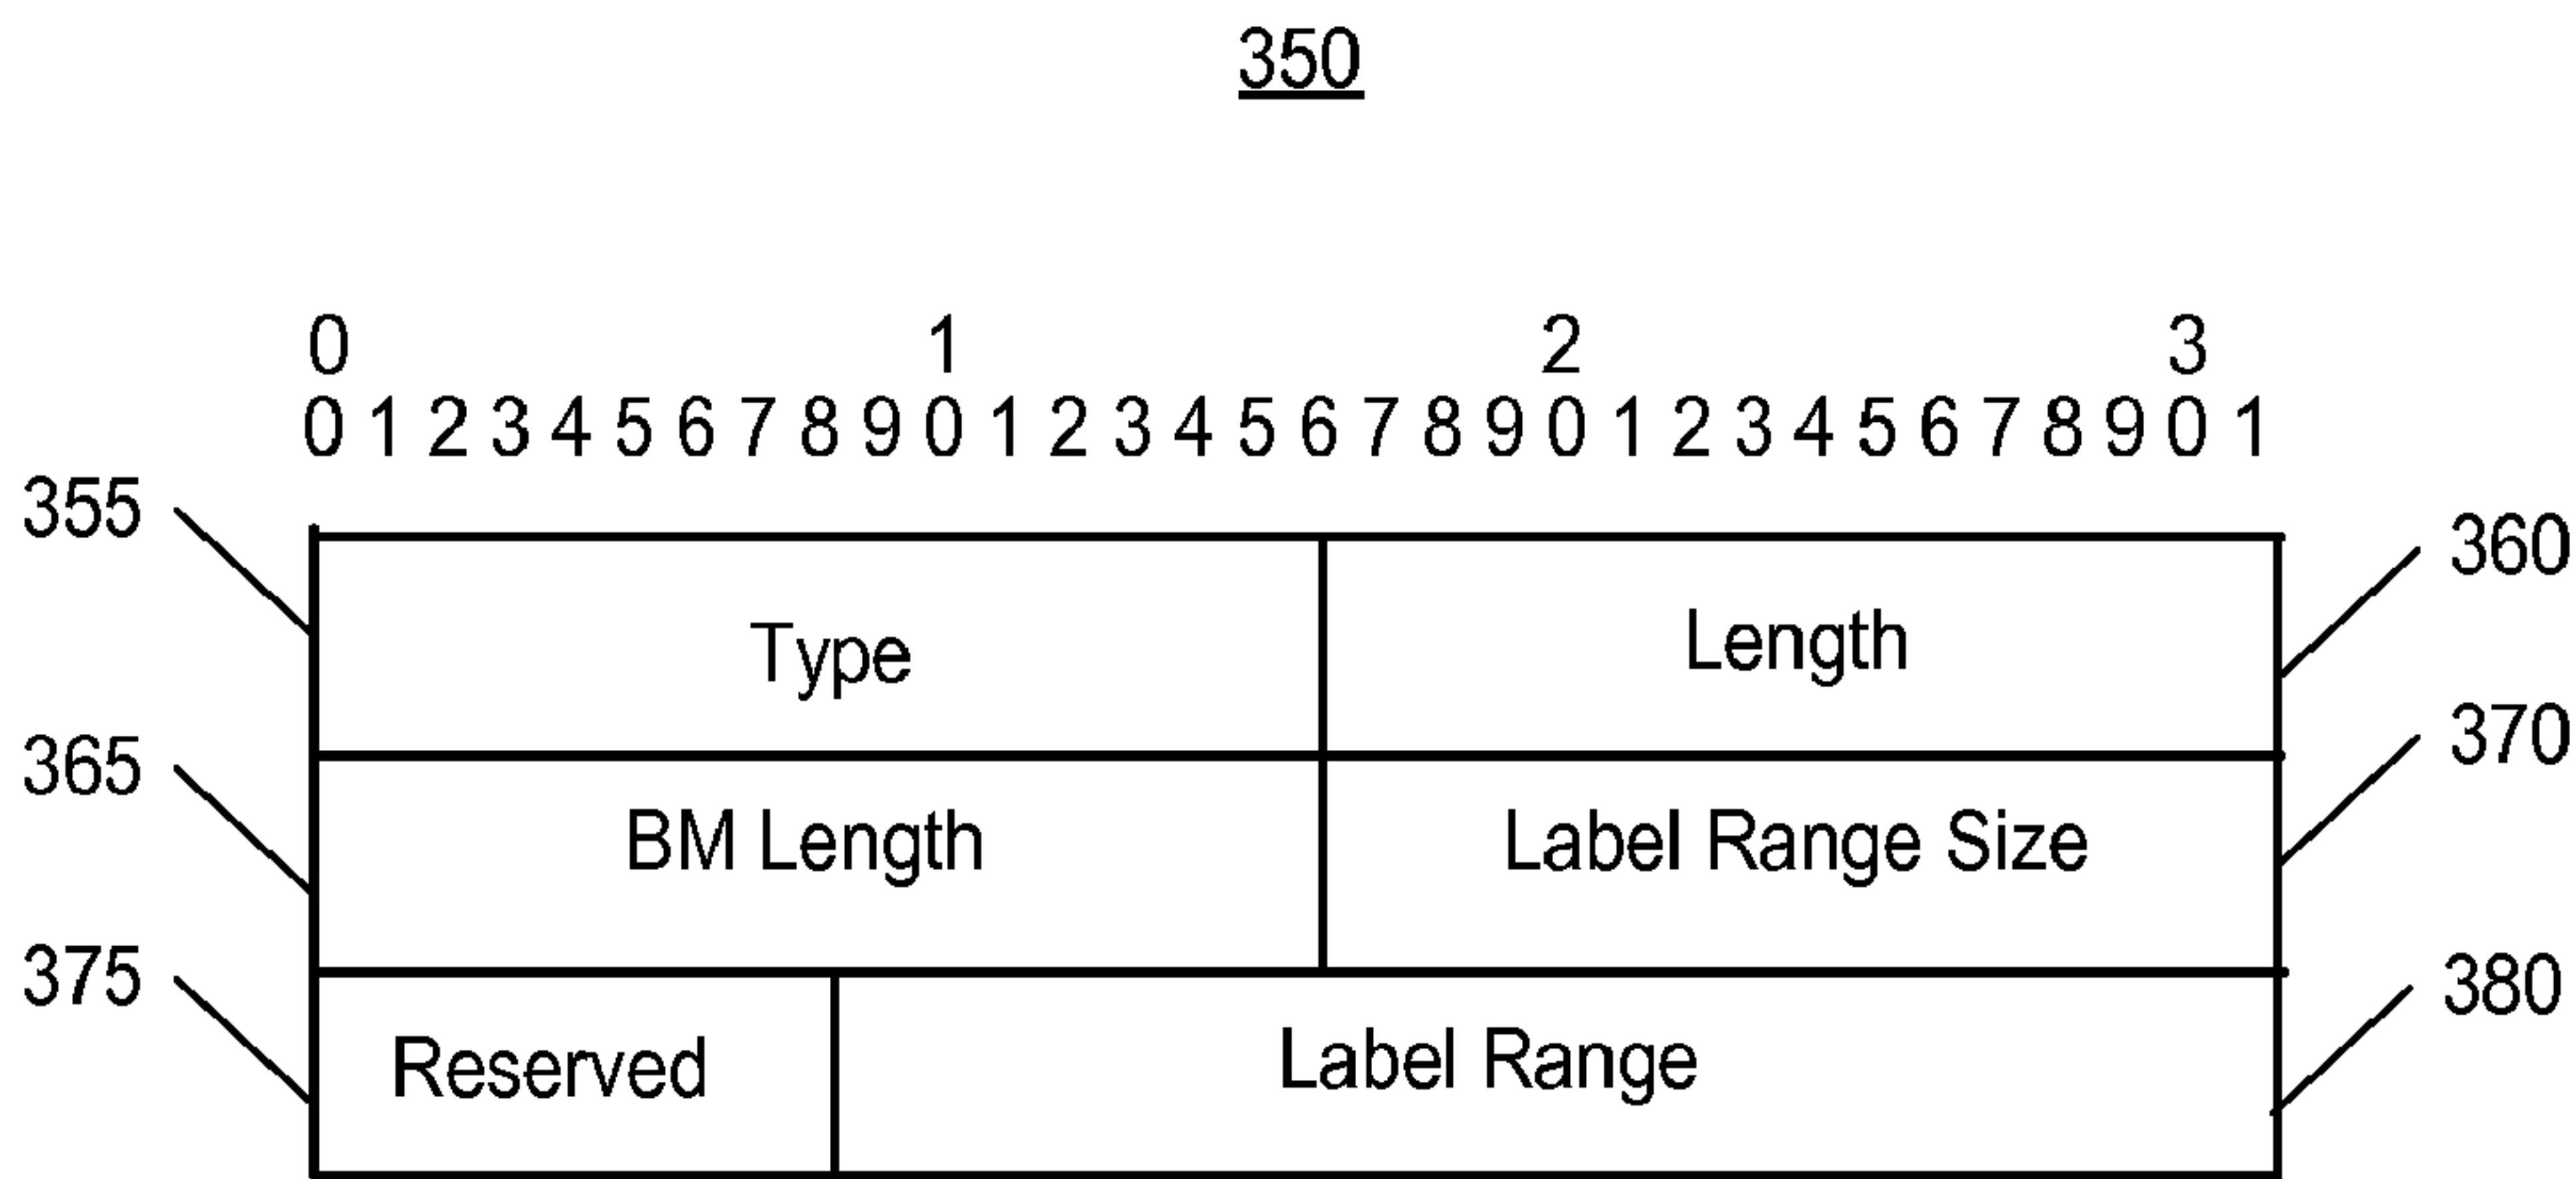 350
0 1 2 3
0 1 2 3 4 5 6 7 8 9 0 1 2 3 4 5 6 7 8 9 0 1 2 3 4 5 6 7 8 9 0 1
355 Type Length 360
365 BM Length Label Range Size 370
375 Reserved Label Range 380